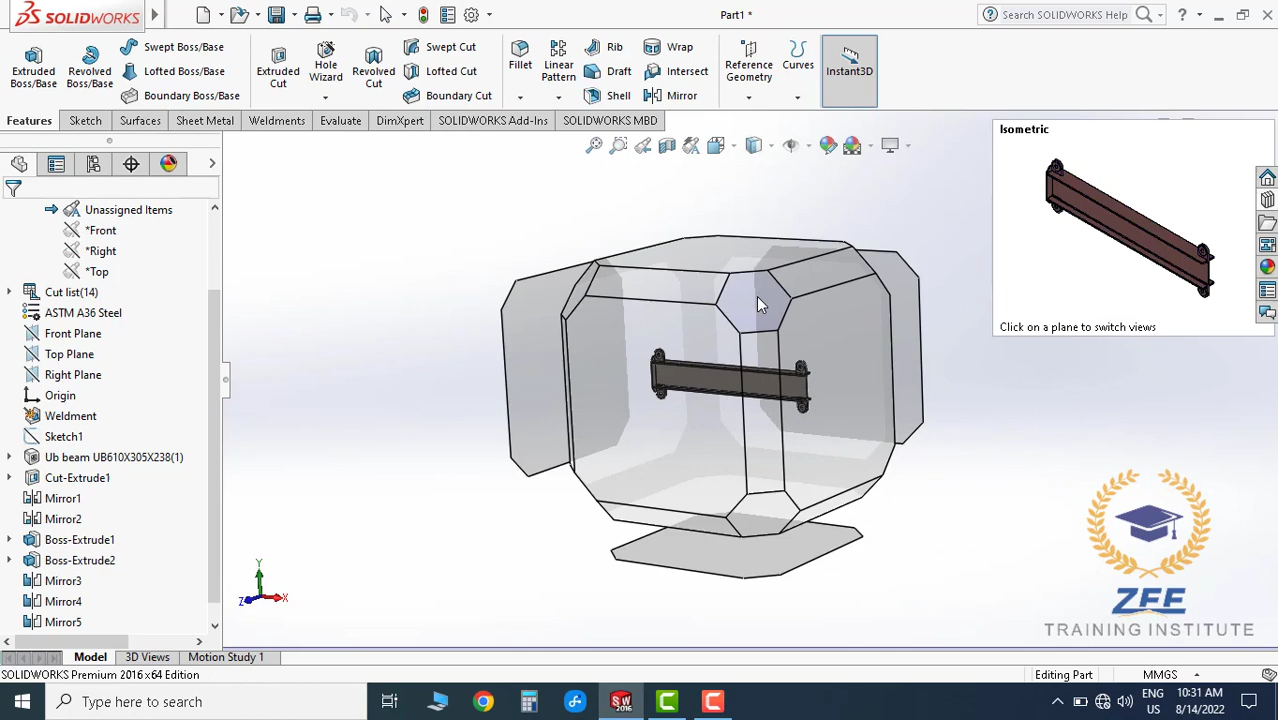 SOLIDWORKS
Part1 *
Search SOLIDWORKS Help
?
Extruded Boss/Base
Revolved Boss/Base
Swept Boss/Base
Lofted Boss/Base
Boundary Boss/Base
Extruded Cut
Hole Wizard
Revolved Cut
Swept Cut
Lofted Cut
Boundary Cut
Fillet
Linear Pattern
Rib
Draft
Shell
Wrap
Intersect
Mirror
Reference Geometry
Curves
Instant3D
Features
Sketch
Surfaces
Sheet Metal
Weldments
Evaluate
DimXpert
SOLIDWORKS Add-Ins
SOLIDWORKS MBD
Isometric
Click on a plane to switch views
Unassigned Items
*Front
*Right
*Top
Cut list(14)
ASTM A36 Steel
Front Plane
Top Plane
Right Plane
Origin
Weldment
Sketch1
Ub beam UB610X305X238(1)
Cut-Extrude1
Mirror1
Mirror2
Boss-Extrude1
Boss-Extrude2
Mirror3
Mirror4
Mirror5
Y
Z
X
ZFE
TRAINING INSTITUTE
Model
3D Views
Motion Study 1
SOLIDWORKS Premium 2016 x64 Edition
Editing Part
MMGS
Type here to search
SW
2016
ENG
US
10:31 AM
8/14/2022